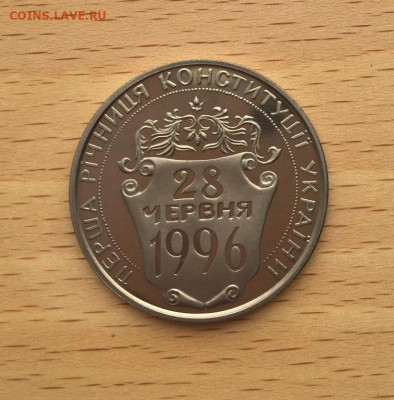 COINS.LAVE.RU
ПЕРША РІЧНИЦЯ КОНСТИТУЦІЇ УКРАЇНИ
28
ЧЕРВНЯ
1996